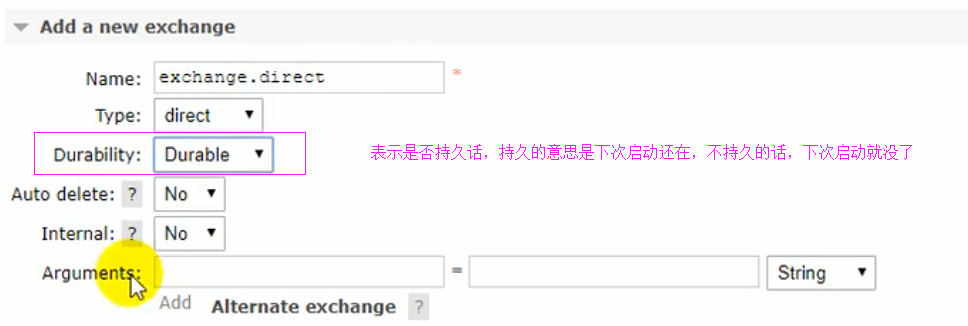 Add a new exchange
Name: exchange.direct *
Type: direct
Durability: Durable 表示是否持久话，持久的意思是下次启动还在，不持久的话，下次启动就没了
Auto delete: ? No
Internal: ? No
Arguments: = String
Add Alternate exchange ?